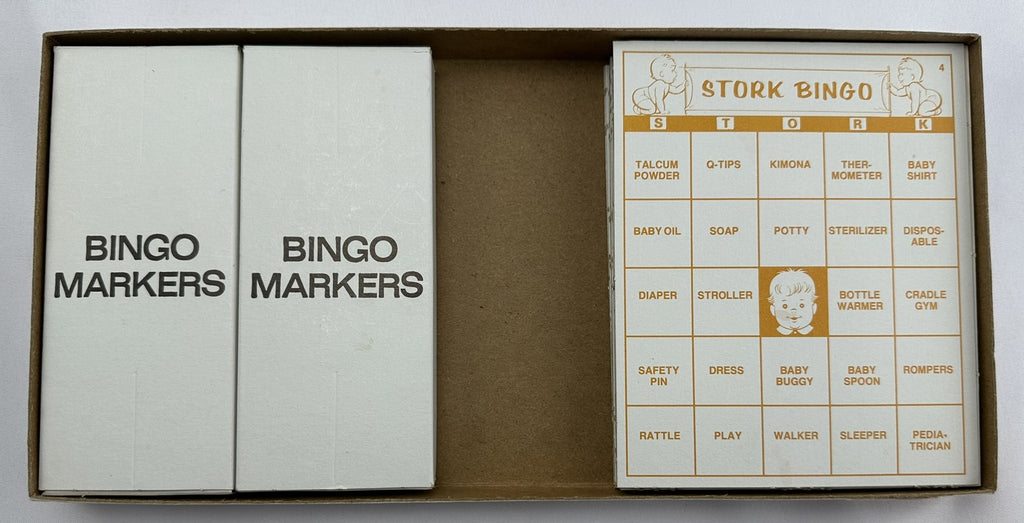 BINGO
MARKERS
BINGO
MARKERS
4
STORK BINGO
S T O R K
TALCUM
POWDER
Q-TIPS
KIMONA
THER-
MOMETER
BABY
SHIRT
BABY OIL
SOAP
POTTY
STERILIZER
DISPOS-
ABLE
DIAPER
STROLLER
BOTTLE
WARMER
CRADLE
GYM
SAFETY
PIN
DRESS
BABY
BUGGY
BABY
SPOON
ROMPERS
RATTLE
PLAY
WALKER
SLEEPER
PEDIA-
TRICIAN